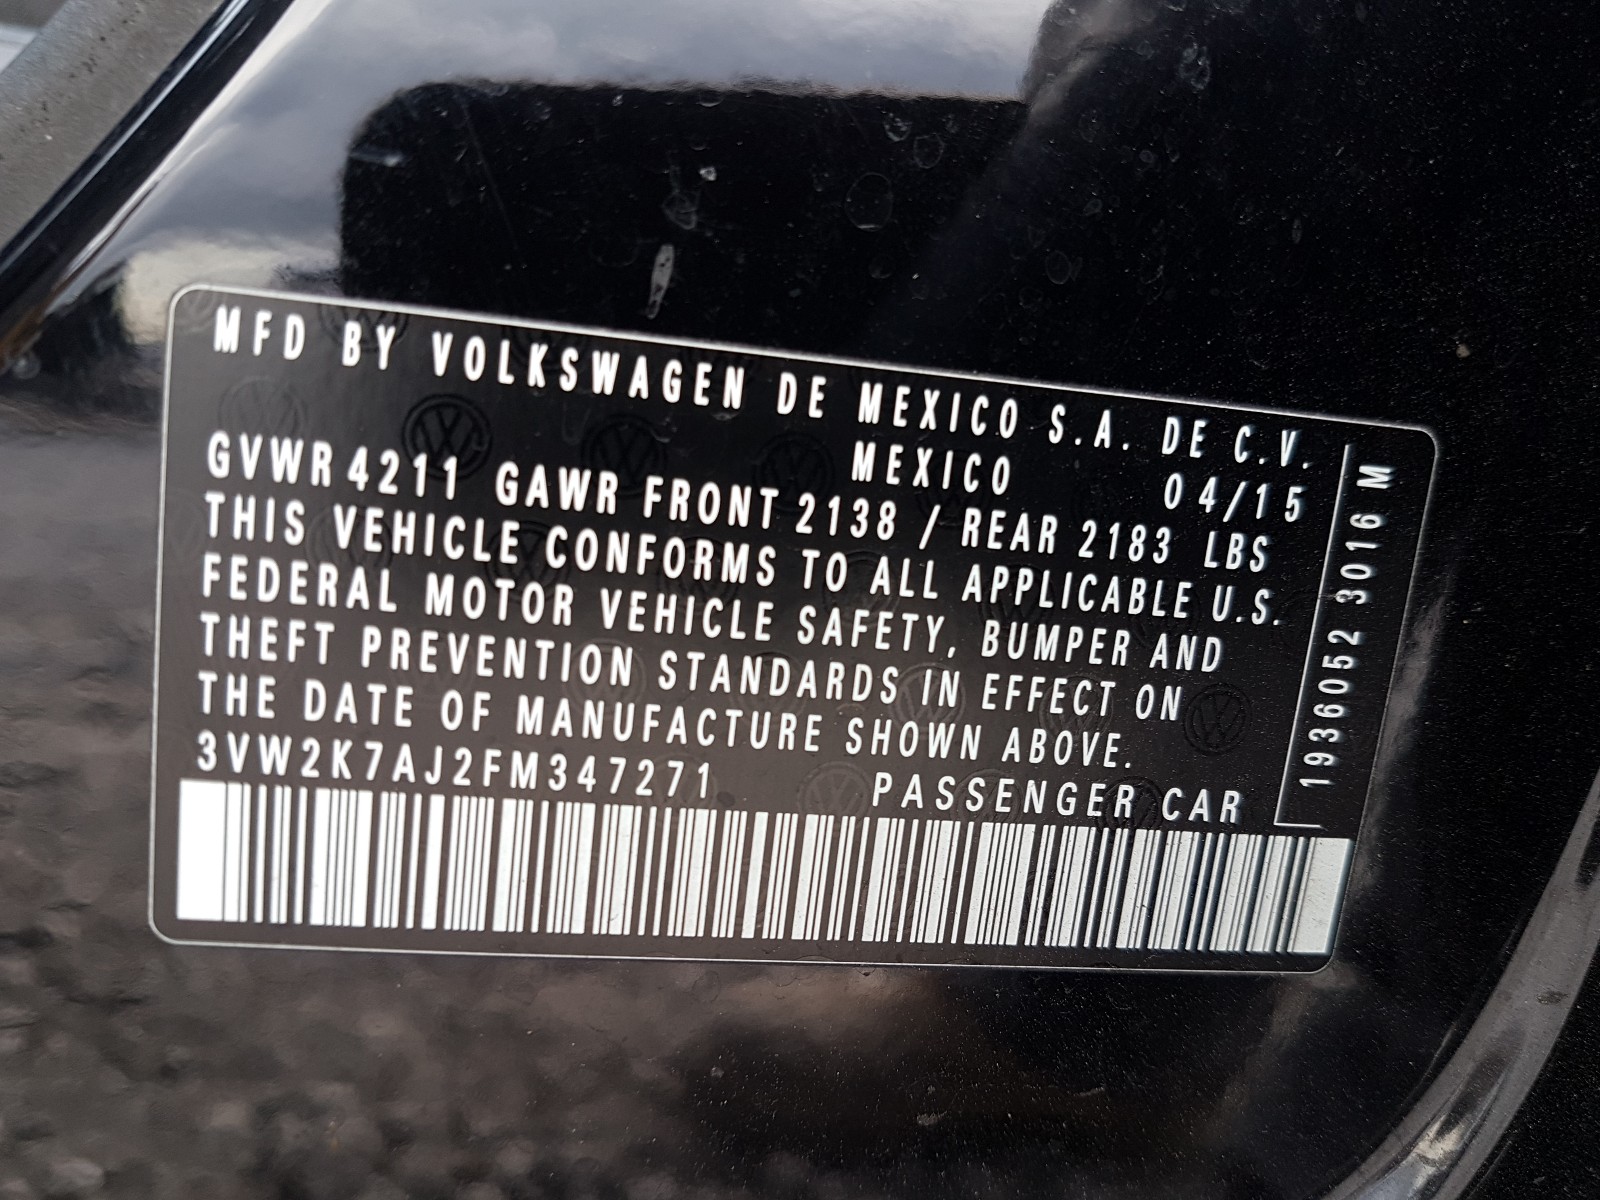 MFD BY VOLKSWAGEN DE MEXICO S.A. DE C.V.
MEXICO 04/15
GVWR 4211 GAWR FRONT 2138 / REAR 2183 LBS
THIS VEHICLE CONFORMS TO ALL APPLICABLE U.S.
FEDERAL MOTOR VEHICLE SAFETY, BUMPER AND
THEFT PREVENTION STANDARDS IN EFFECT ON
THE DATE OF MANUFACTURE SHOWN ABOVE.
3VW2K7AJ2FM347271 PASSENGER CAR
1936052 3016 M